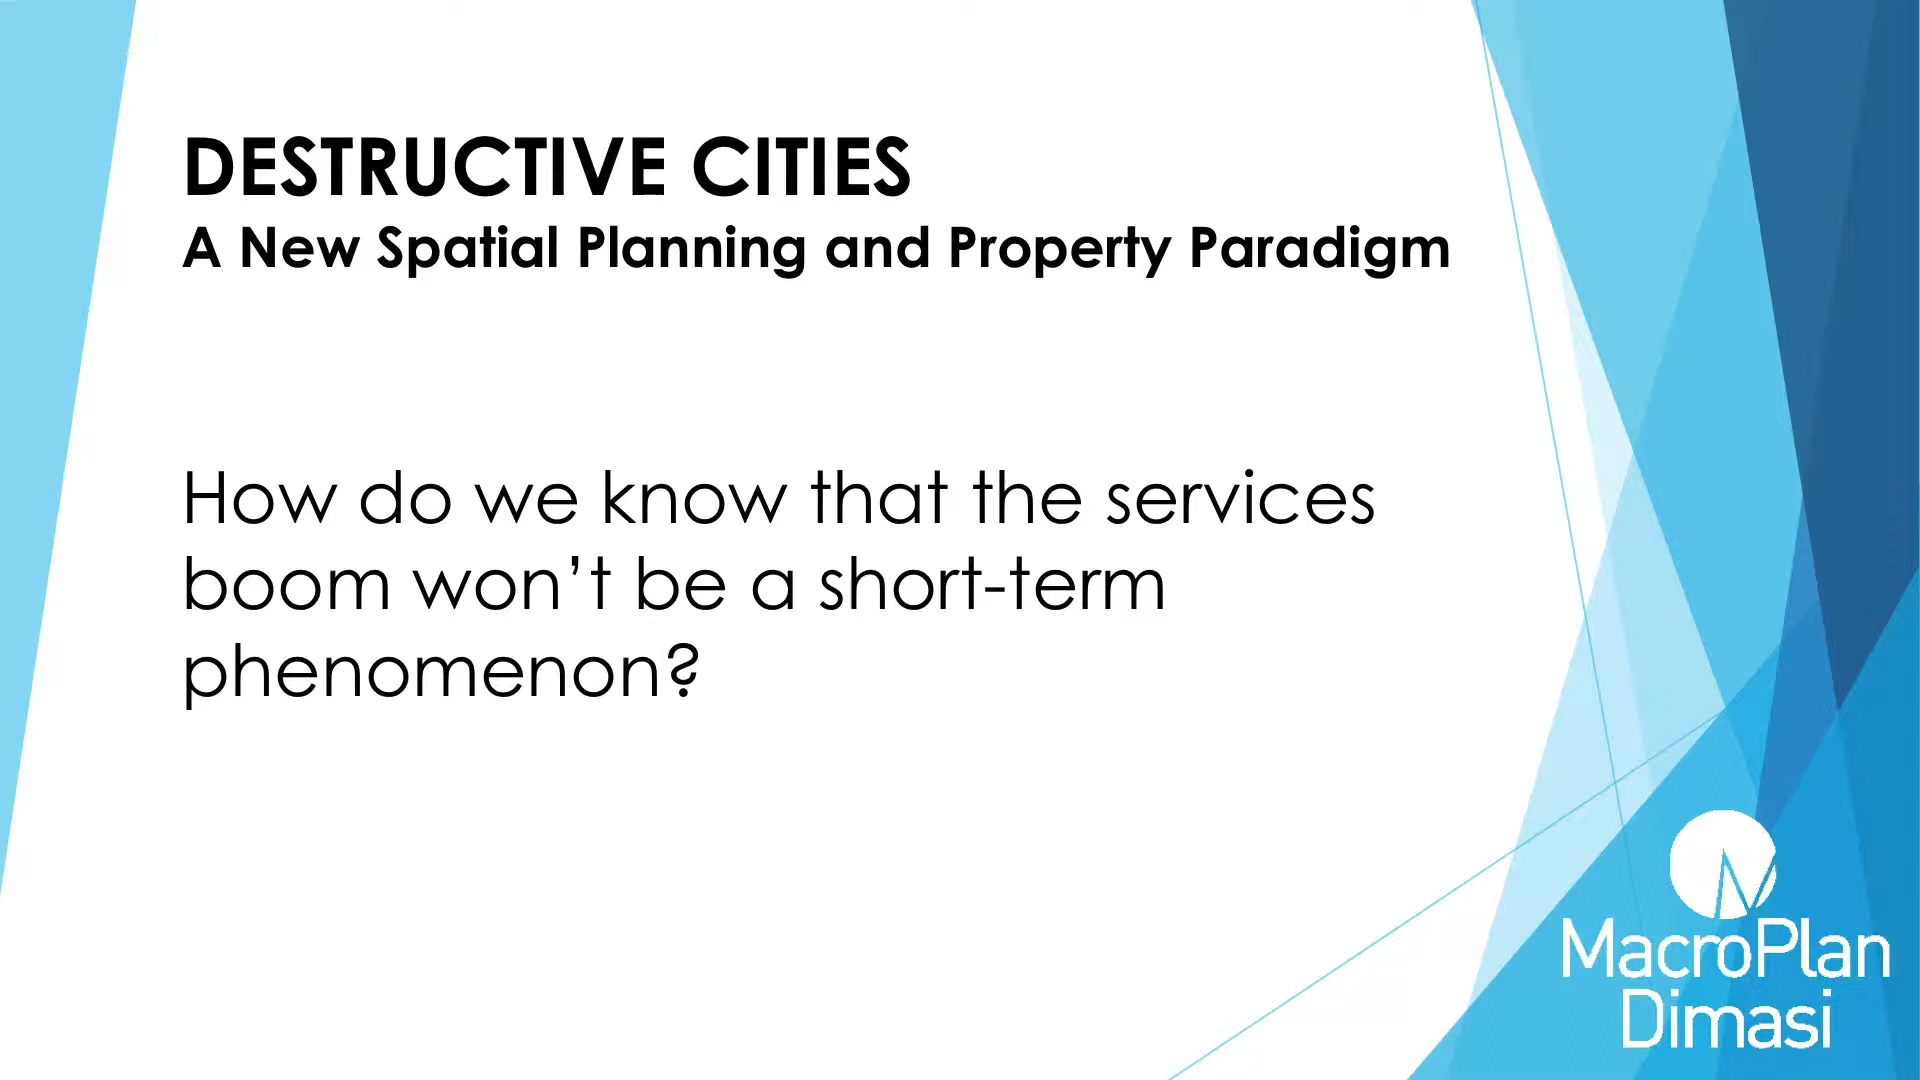 DESTRUCTIVE CITIES
A New Spatial Planning and Property Paradigm
How do we know that the services
boom won’t be a short-term
phenomenon?
MacroPlan
Dimasi